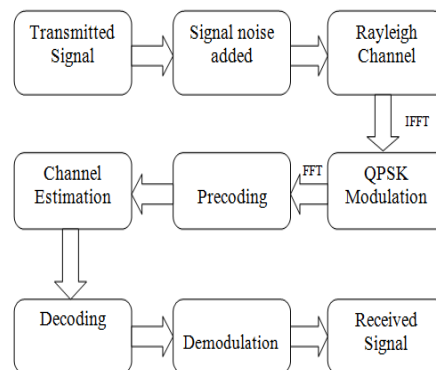 Transmitted
Signal
Signal noise
added
Rayleigh
Channel
IFFT
Channel
Estimation
Precoding
FFT
QPSK
Modulation
Decoding
Demodulation
Received
Signal